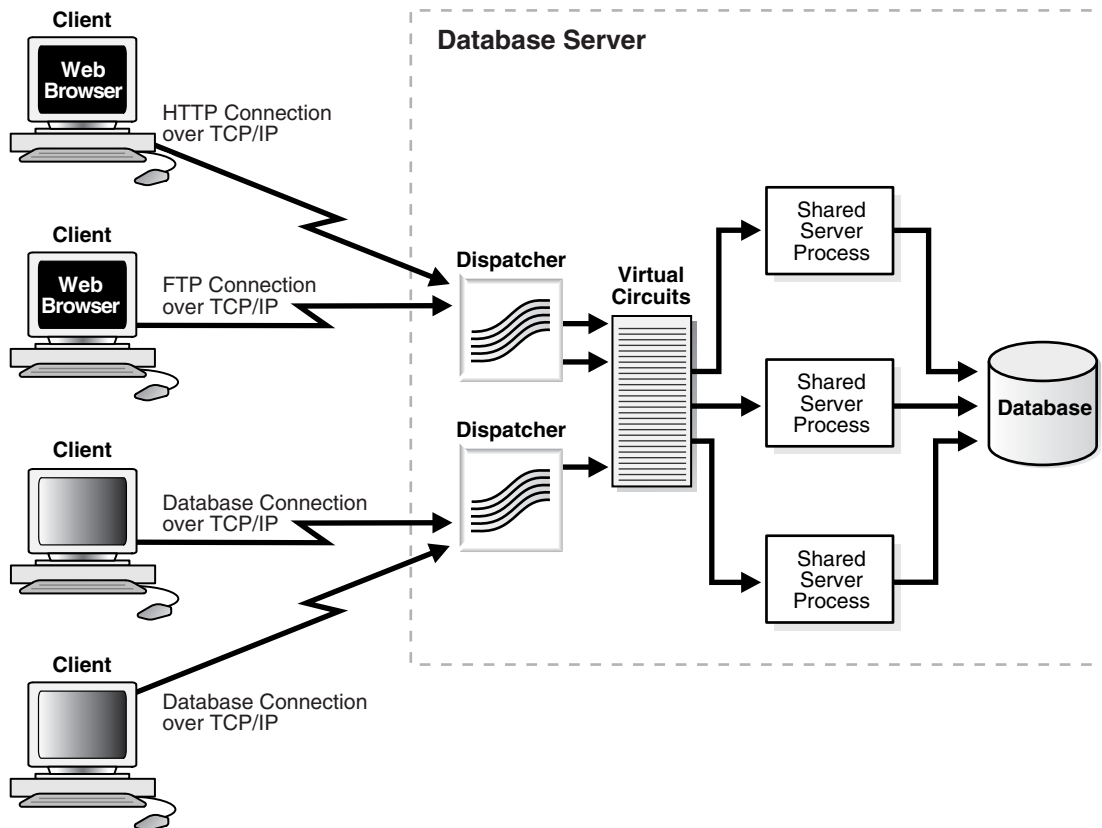 Client
Database Server
Web
Browser
HTTP Connection
over TCP/IP
Client
Web
Browser
FTP Connection
over TCP/IP
Dispatcher
Virtual
Circuits
Shared
Server
Process
Shared
Server
Process
Database
Dispatcher
Client
Database Connection
over TCP/IP
Shared
Server
Process
Client
Database Connection
over TCP/IP